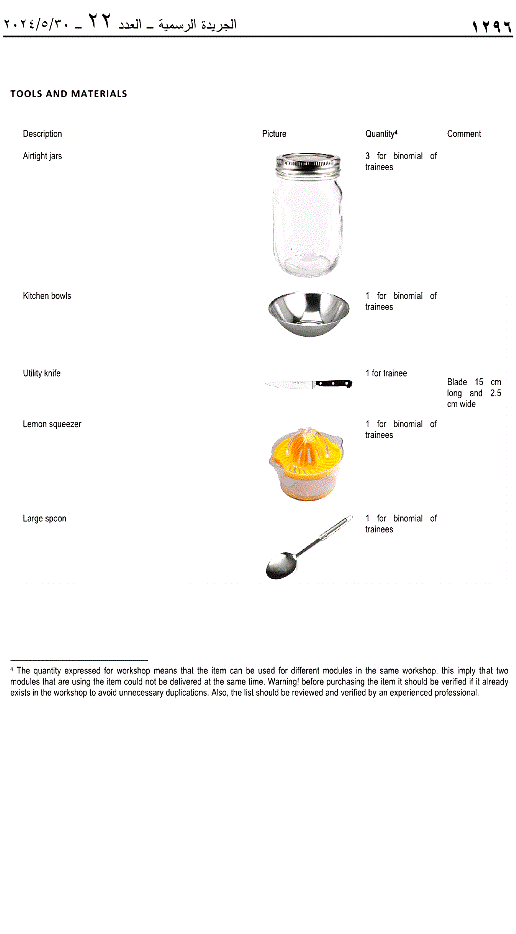 ١٢٩٦ الجريدة الرسمية – العدد ٢٢ – ٢٠٢٤/٥/٣٠
TOOLS AND MATERIALS
Description Picture Quantity⁴ Comment
Airtight jars 3 for binomial of
trainees
Kitchen bowls 1 for binomial of
trainees
Utility knife 1 for trainee
Blade 15 cm
long and 2.5
cm wide
Lemon squeezer 1 for binomial of
trainees
Large spoon 1 for binomial of
trainees
⁴ The quantity expressed for workshop means that the item can be used for different modules in the same workshop. this imply that two
modules that are using the item could not be delivered at the same time. Warning! before purchasing the item it should be verified if it already
exists in the workshop to avoid unnecessary duplications. Also, the list should be reviewed and verified by an experienced professional.